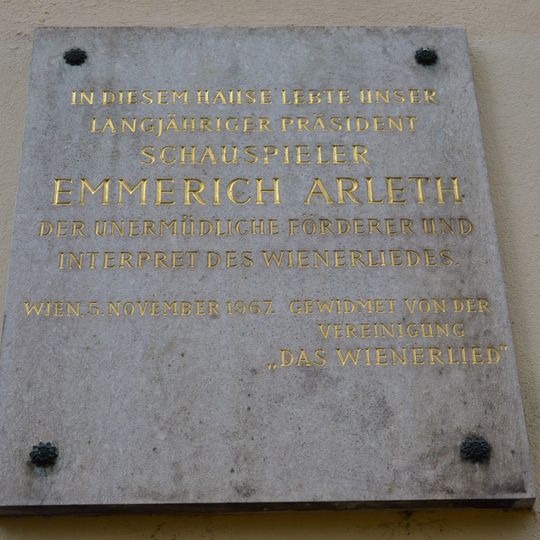 IN DIESEM HAUSE LEBTE UNSER
LANGJÄHRIGER PRÄSIDENT
SCHAUSPIELER
EMMERICH ARLETH
DER UNERMÜDLICHE FÖRDERER UND
INTERPRET DES WIENERLIEDES.
WIEN, 5. NOVEMBER 1967. GEWIDMET VON DER
VEREINIGUNG
„DAS WIENERLIED"